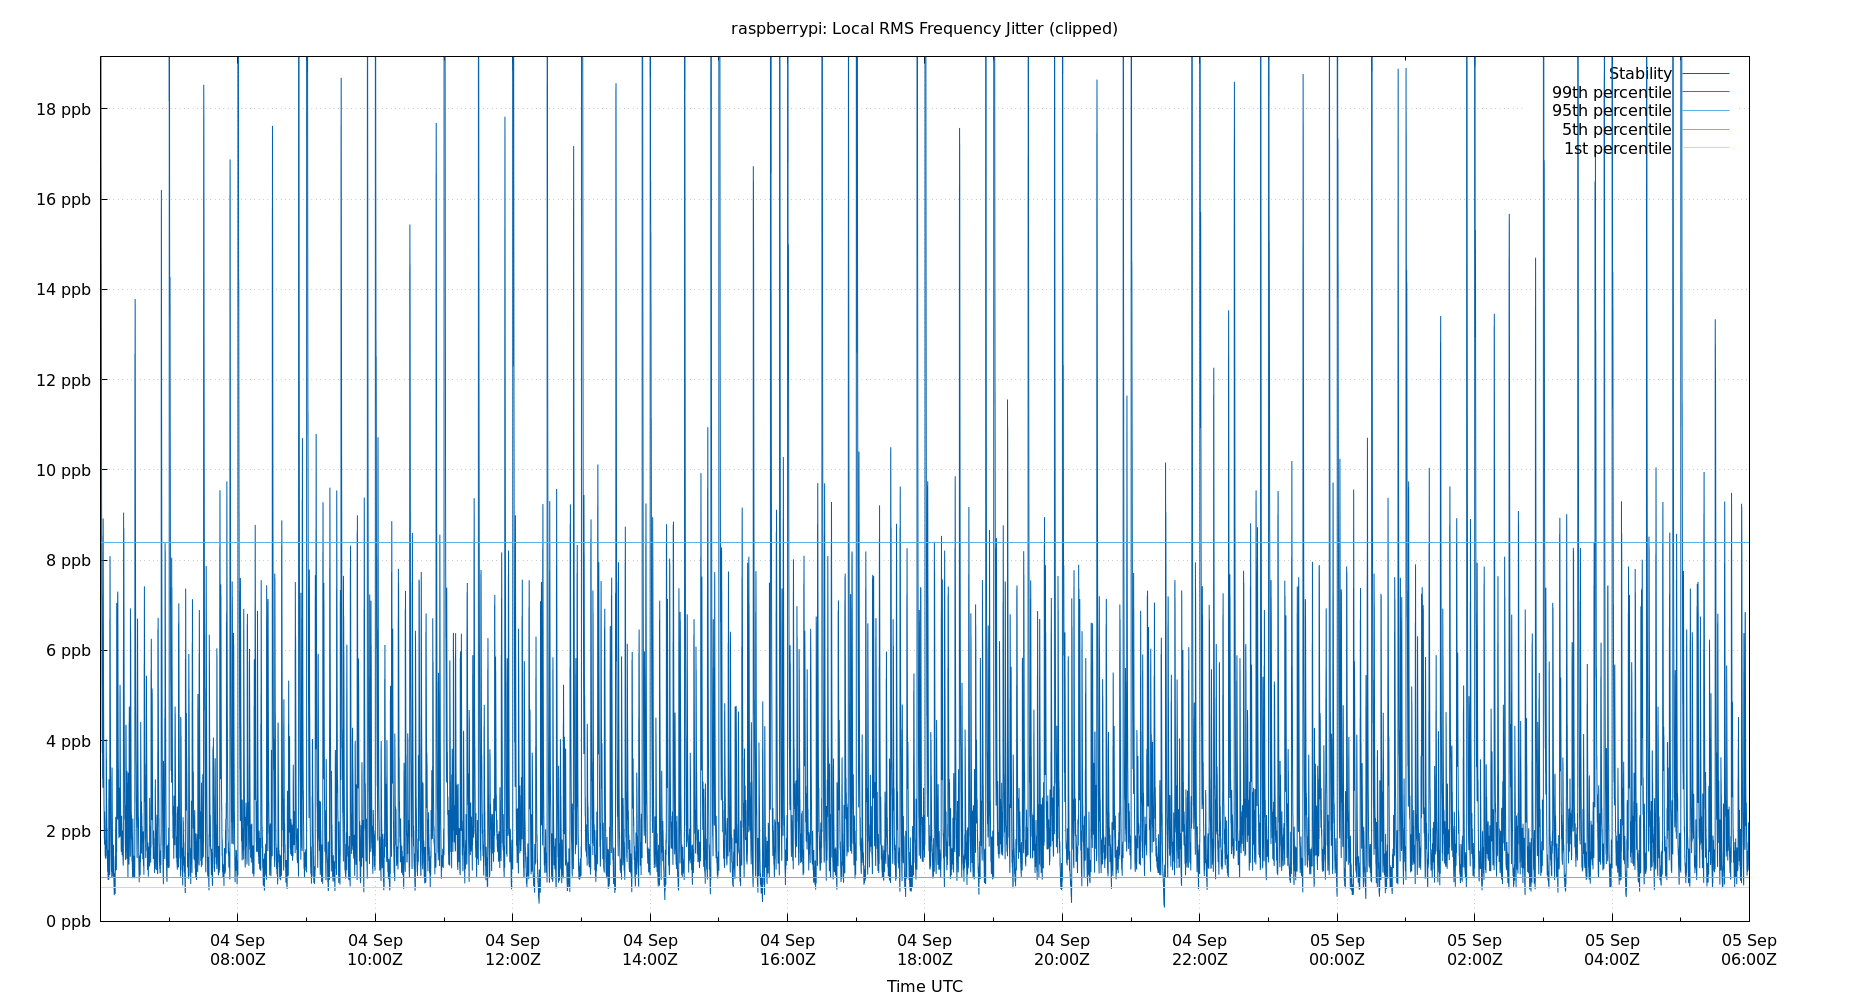 raspberrypi: Local RMS Frequency Jitter (clipped)
Stability
99th percentile
95th percentile
5th percentile
1st percentile
18 ppb
16 ppb
14 ppb
12 ppb
10 ppb
8 ppb
6 ppb
4 ppb
2 ppb
0 ppb
04 Sep 04 Sep 04 Sep 04 Sep 04 Sep 04 Sep 04 Sep 04 Sep 05 Sep 05 Sep 05 Sep 05 Sep
08:00Z 10:00Z 12:00Z 14:00Z 16:00Z 18:00Z 20:00Z 22:00Z 00:00Z 02:00Z 04:00Z 06:00Z
Time UTC